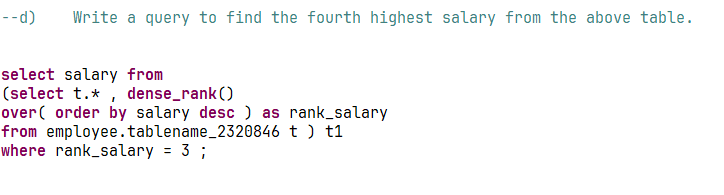 --d)    Write a query to find the fourth highest salary from the above table.
select salary from
(select t.* , dense_rank()
over( order by salary desc ) as rank_salary
from employee.tablename_2320846 t ) t1
where rank_salary = 3 ;